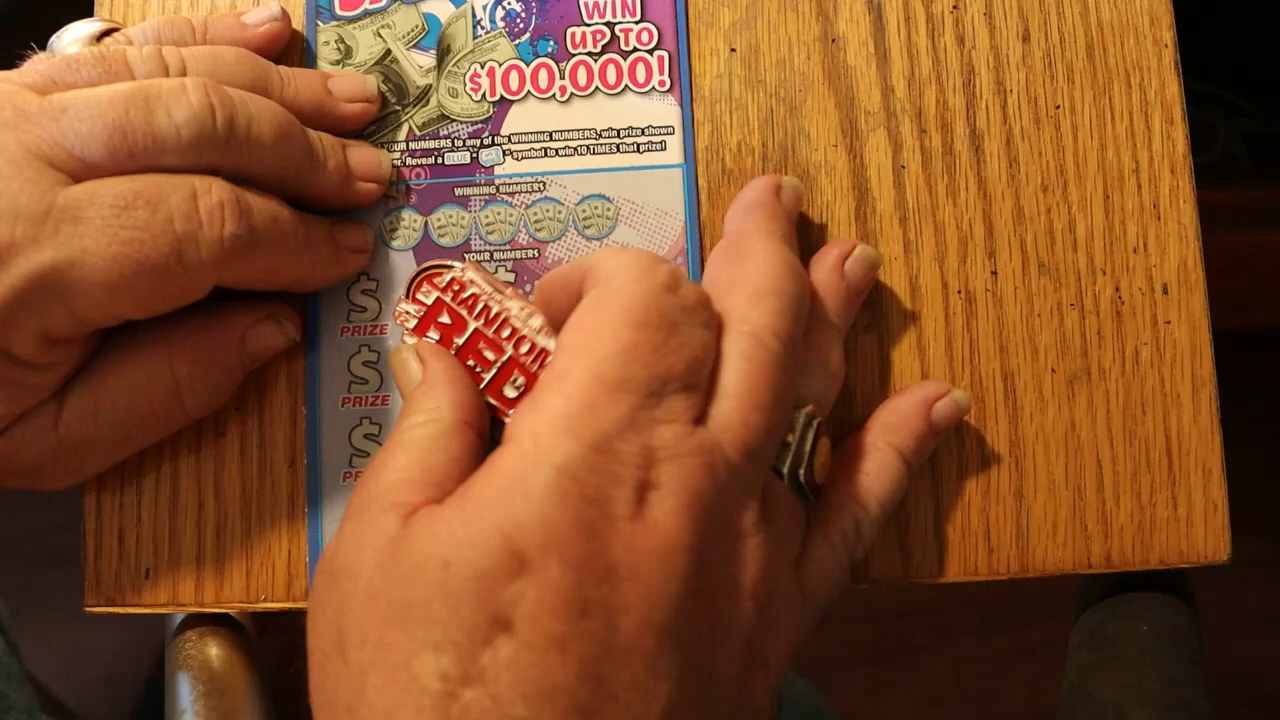 WIN
UP TO
$100,000!
YOUR NUMBERS to any of the WINNING NUMBERS, win prize shown
Reveal a BLUE " " symbol to win 10 TIMES that prize!
WINNING NUMBERS
YOUR NUMBERS
$
PRIZE
$
PRIZE
$
RANDOM
RED